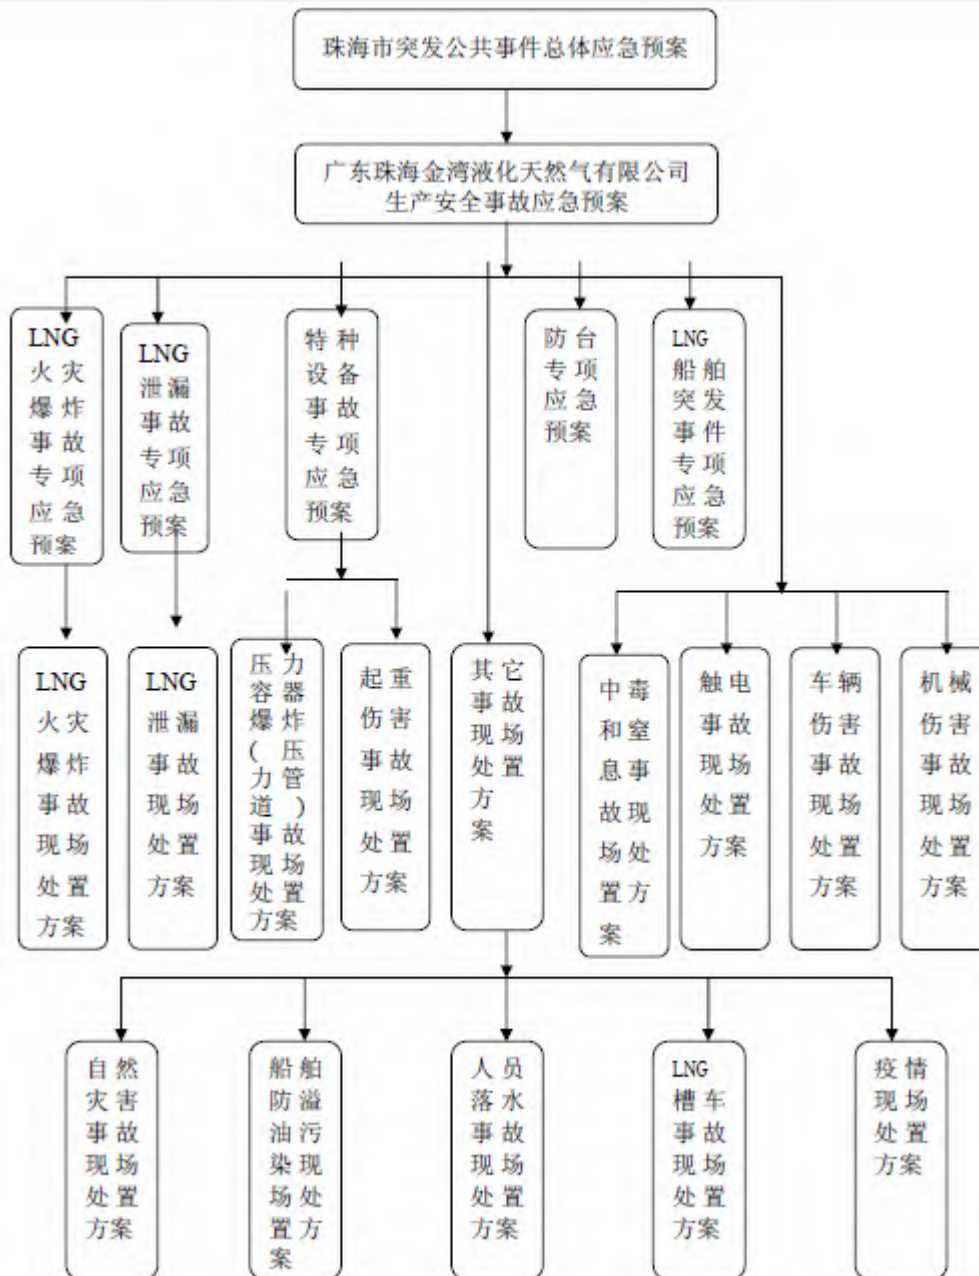 珠海市突发公共事件总体应急预案
广东珠海金湾液化天然气有限公司
生产安全事故应急预案
LNG
火灾
爆炸
事故
专项
应急
预案
LNG
泄漏
事故
专项
应急
预案
特种
设备
事故
专项
应急
预案
防台
专项
应急
预案
LNG
船舶
突发
事件
专项
应急
预案
LNG
火灾
爆炸
事故
现场
处置
方案
LNG
泄漏
事故
现场
处置
方案
压力
容器
爆炸
(压
力管
道)
事故
现场
处置
方案
起重
伤害
事故
现场
处置
方案
其它
事故
现场
处置
方
案
中毒
和窒
息事
故现
场处
置方
案
触电
事故
现场
处置
方案
车辆
伤害
事故
现场
处置
方案
机械
伤害
事故
现场
处置
方案
自然
灾害
事故
现场
处置
方案
船舶
防溢
油污
染现
场处
置方
案
人员
落水
事故
现场
处置
方案
LNG
槽车
事故
现场
处置
方案
疫情
现场
处置
方案